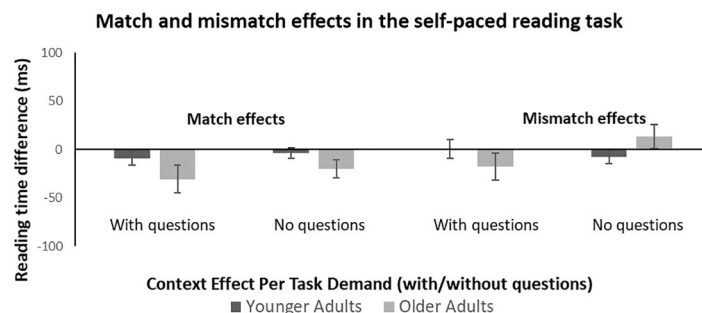 Match and mismatch effects in the self-paced reading task
Reading time difference (ms)
100
50
0
-50
-100
Match effects
Mismatch effects
With questions
No questions
With questions
No questions
Context Effect Per Task Demand (with/without questions)
Younger Adults
Older Adults